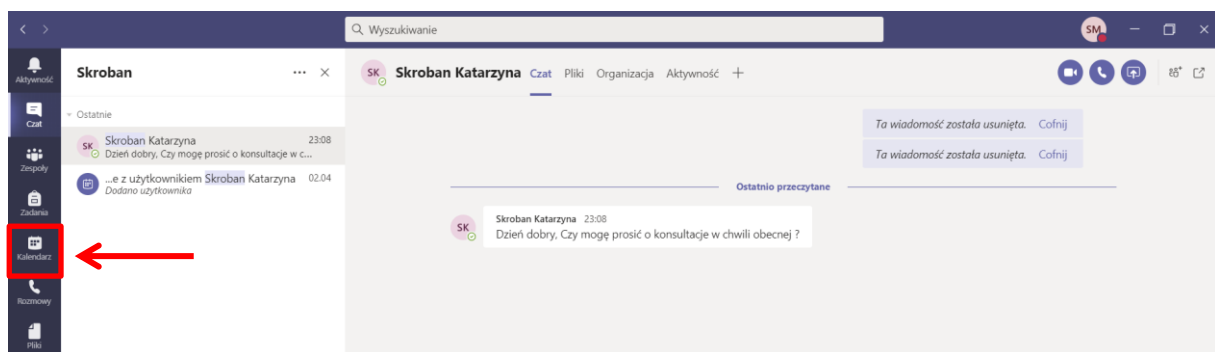 Wyszukiwanie
SM
Aktywność
Czat
Zespoły
Zadania
Kalendarz
Rozmowy
Pliki
Skroban
Ostatnie
SK
Skroban Katarzyna 23:08
Dzień dobry, Czy mogę prosić o konsultacje w c...
...e z użytkownikiem Skroban Katarzyna 02.04
Dodano użytkownika
SK Skroban Katarzyna Czat Pliki Organizacja Aktywność
Ta wiadomość została usunięta. Cofnij
Ta wiadomość została usunięta. Cofnij
Ostatnio przeczytane
SK
Skroban Katarzyna 23:08
Dzień dobry, Czy mogę prosić o konsultacje w chwili obecnej ?